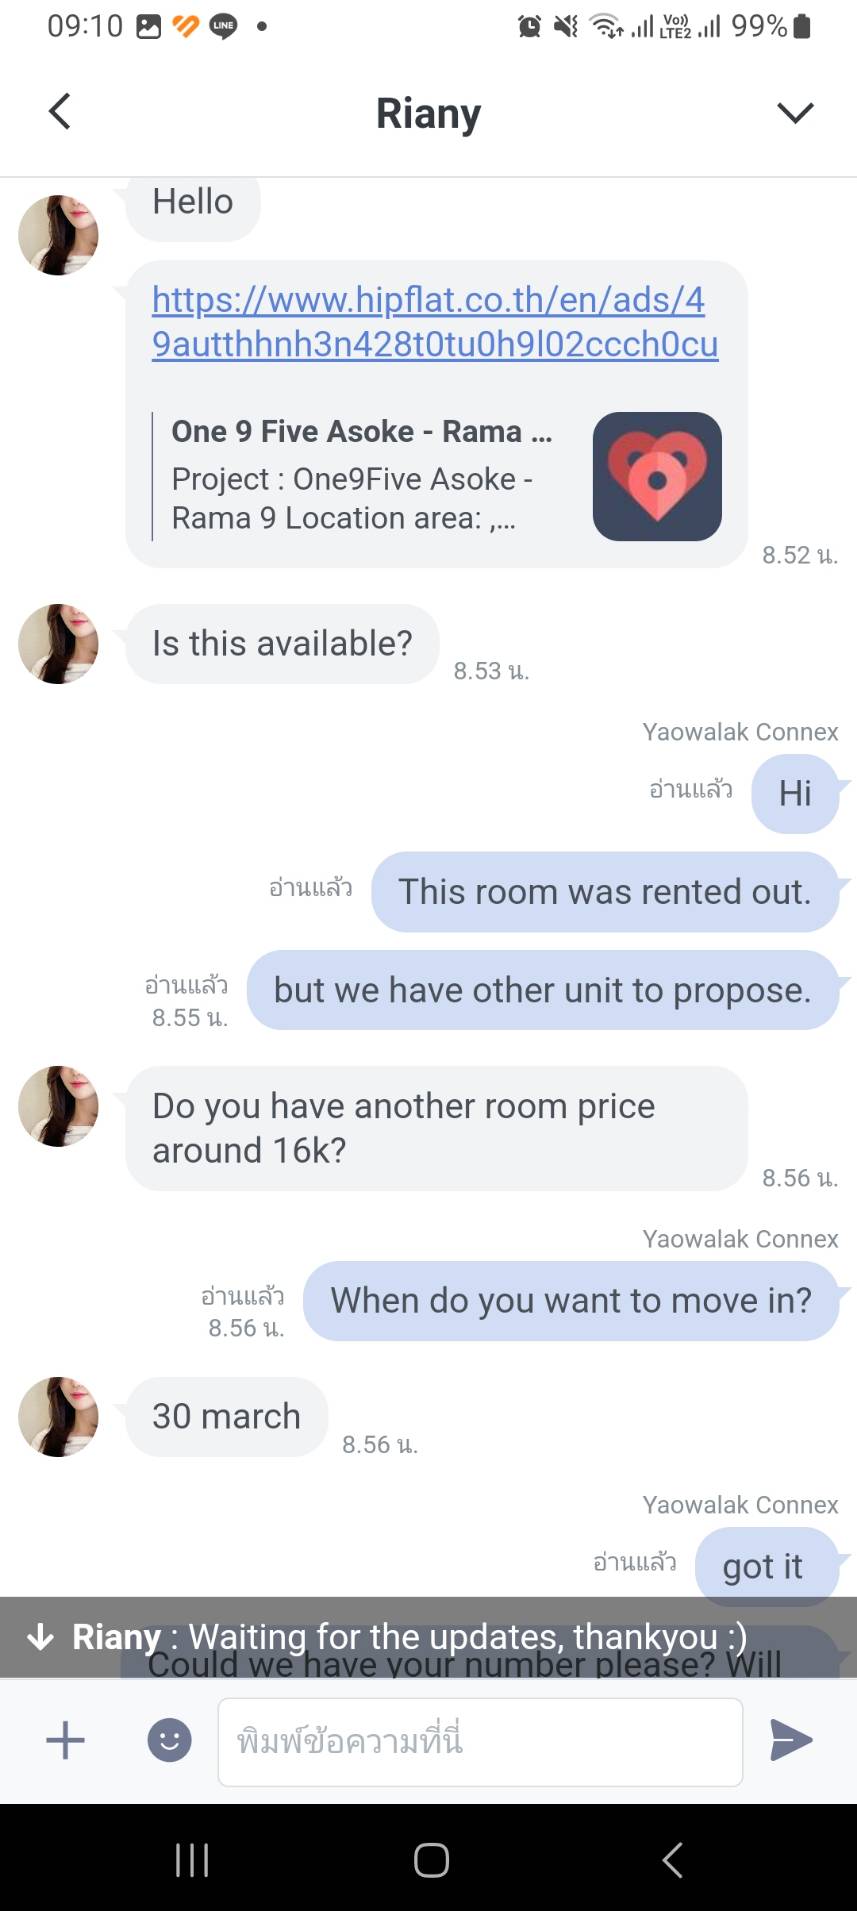 09:10 LINE Vo)) LTE2 99%
Riany
Hello
https://www.hipflat.co.th/en/ads/4
9autthhnh3n428t0tu0h9l02ccch0cu
One 9 Five Asoke - Rama ...
Project : One9Five Asoke -
Rama 9 Location area: ,...
8.52 น.
Is this available?
8.53 น.
Yaowalak Connex
อ่านแล้ว Hi
อ่านแล้ว This room was rented out.
อ่านแล้ว but we have other unit to propose.
8.55 น.
Do you have another room price
around 16k?
8.56 น.
Yaowalak Connex
อ่านแล้ว When do you want to move in?
8.56 น.
30 march
8.56 น.
Yaowalak Connex
อ่านแล้ว got it
Riany : Waiting for the updates, thankyou :)
Could we have your number please? Will
พิมพ์ข้อความที่นี่